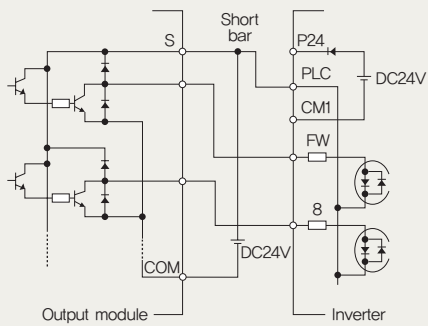 Short
bar
S
P24
DC24V
PLC
CM1
FW
8
DC24V
COM
Output module
Inverter